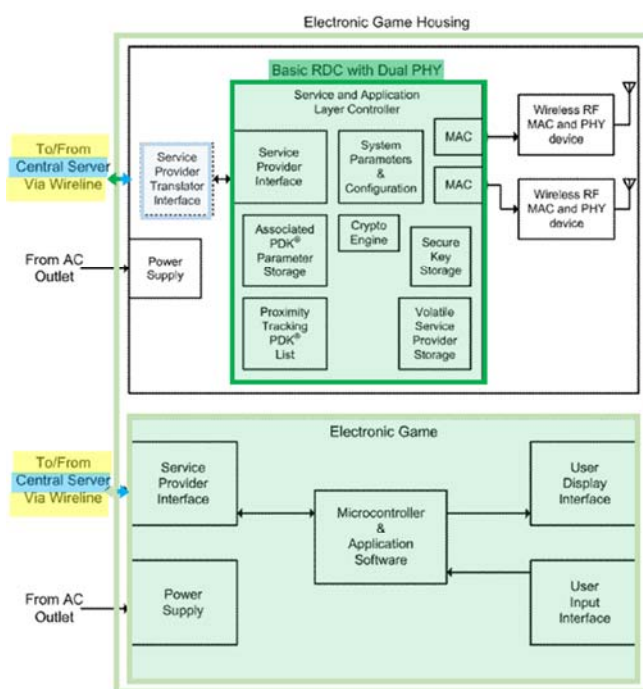 Electronic Game Housing
Basic RDC with Dual PHY
Service and Application
Layer Controller
To/From
Central Server
Via Wireline
Service
Provider
Translator
Interface
Service
Provider
Interface
System
Parameters
&
Configuration
MAC
MAC
Wireless RF
MAC and PHY
device
Wireless RF
MAC and PHY
device
From AC
Outlet
Power
Supply
Associated
PDK®
Parameter
Storage
Crypto
Engine
Secure
Key
Storage
Proximity
Tracking
PDK®
List
Volatile
Service
Provider
Storage
Electronic Game
To/From
Central Server
Via Wireline
Service
Provider
Interface
Microcontroller
&
Application
Software
User
Display
Interface
From AC
Outlet
Power
Supply
User
Input
Interface